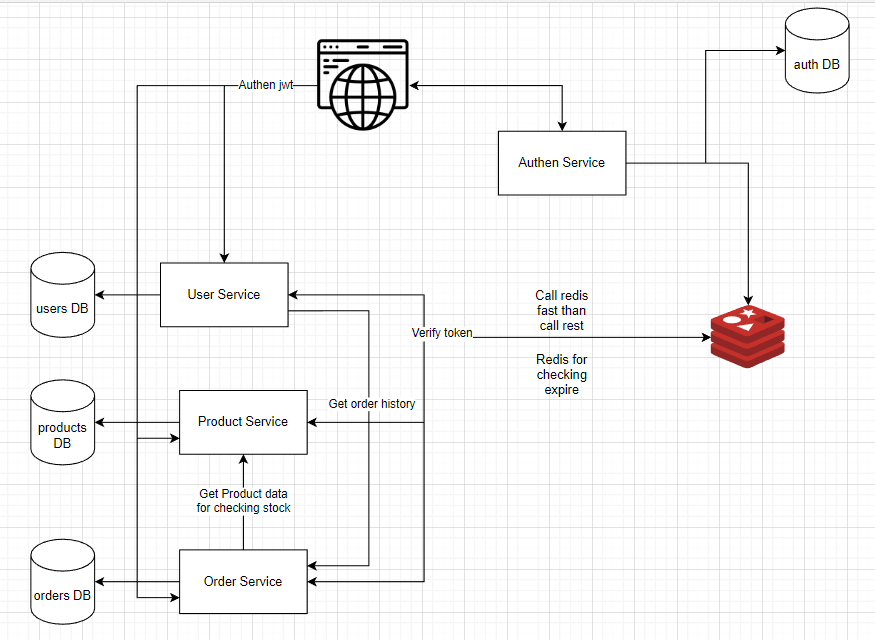 auth DB
Authen jwt
Authen Service
User Service
users DB
Call redis
fast than
call rest
Verify token
Redis for
checking
expire
Get order history
Product Service
products
DB
Get Product data
for checking stock
Order Service
orders DB